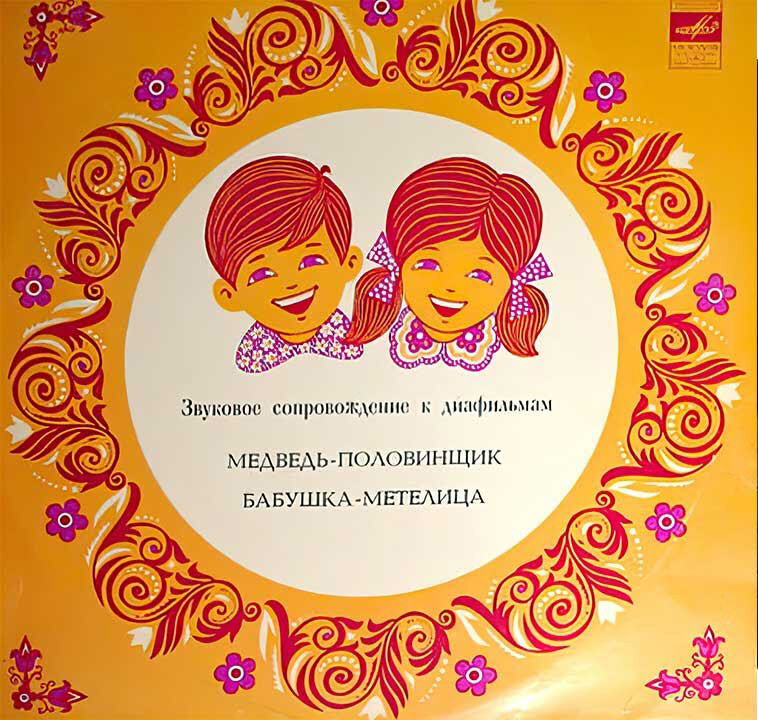 Звуковое сопровождение к диафильмам
МЕДВЕДЬ-ПОЛОВИНЩИК
БАБУШКА-МЕТЕЛИЦА